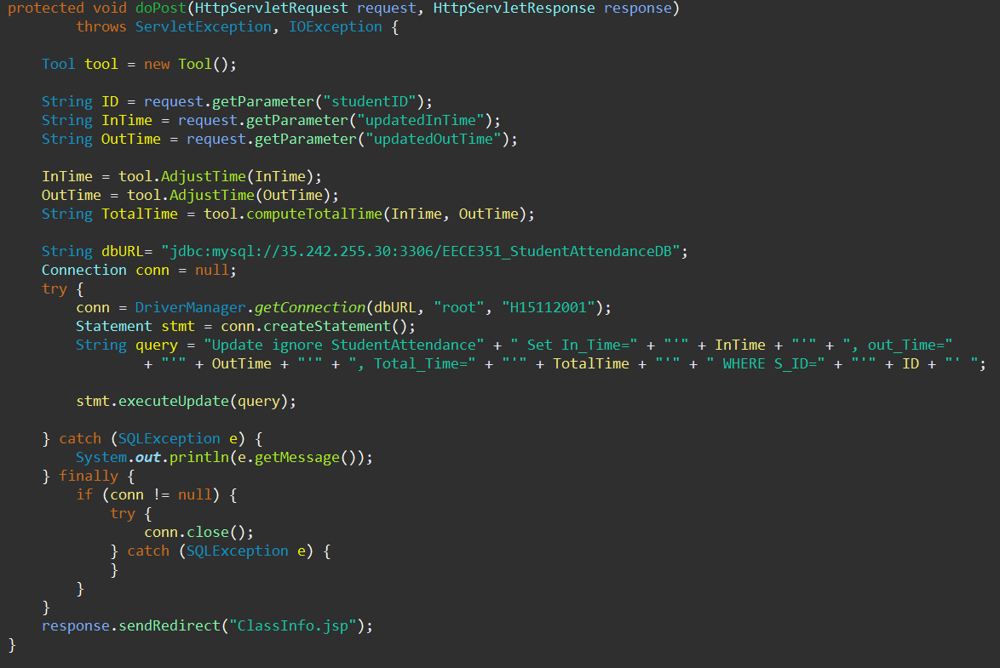 protected void doPost(HttpServletRequest request, HttpServletResponse response)
        throws ServletException, IOException {

    Tool tool = new Tool();

    String ID = request.getParameter("studentID");
    String InTime = request.getParameter("updatedInTime");
    String OutTime = request.getParameter("updatedOutTime");

    InTime = tool.AdjustTime(InTime);
    OutTime = tool.AdjustTime(OutTime);
    String TotalTime = tool.computeTotalTime(InTime, OutTime);

    String dbURL= "jdbc:mysql://35.242.255.30:3306/EECE351_StudentAttendanceDB";
    Connection conn = null;
    try {
        conn = DriverManager.getConnection(dbURL, "root", "H15112001");
        Statement stmt = conn.createStatement();
        String query = "Update ignore StudentAttendance" + " Set In_Time=" + "'" + InTime + "'" + ", out_Time="
                + "'" + OutTime + "'" + ", Total_Time=" + "'" + TotalTime + "'" + " WHERE S_ID=" + "'" + ID + "' ";

        stmt.executeUpdate(query);

    } catch (SQLException e) {
        System.out.println(e.getMessage());
    } finally {
        if (conn != null) {
            try {
                conn.close();
            } catch (SQLException e) {
            }
        }
    }
    response.sendRedirect("ClassInfo.jsp");
}